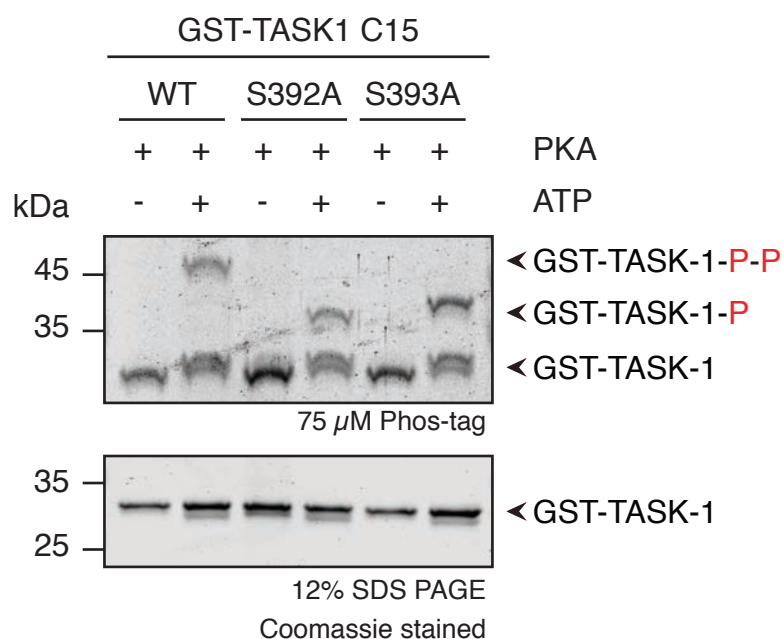 GST-TASK1 C15
WT S392A S393A
+ + + + + + PKA
kDa - + - + - + ATP
45 GST-TASK-1-P-P
35 GST-TASK-1-P
GST-TASK-1
75 µM Phos-tag
35 GST-TASK-1
25
12% SDS PAGE
Coomassie stained